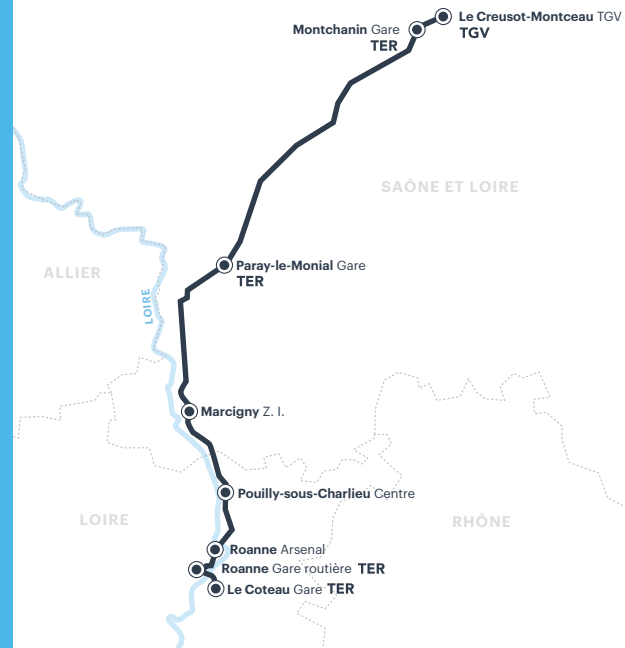 Le Creusot-Montceau TGV
TGV
Montchanin Gare
TER
SAÔNE ET LOIRE
Paray-le-Monial Gare
TER
ALLIER
LOIRE
Marcigny Z. I.
Pouilly-sous-Charlieu Centre
LOIRE
RHÔNE
Roanne Arsenal
Roanne Gare routière TER
Le Coteau Gare TER